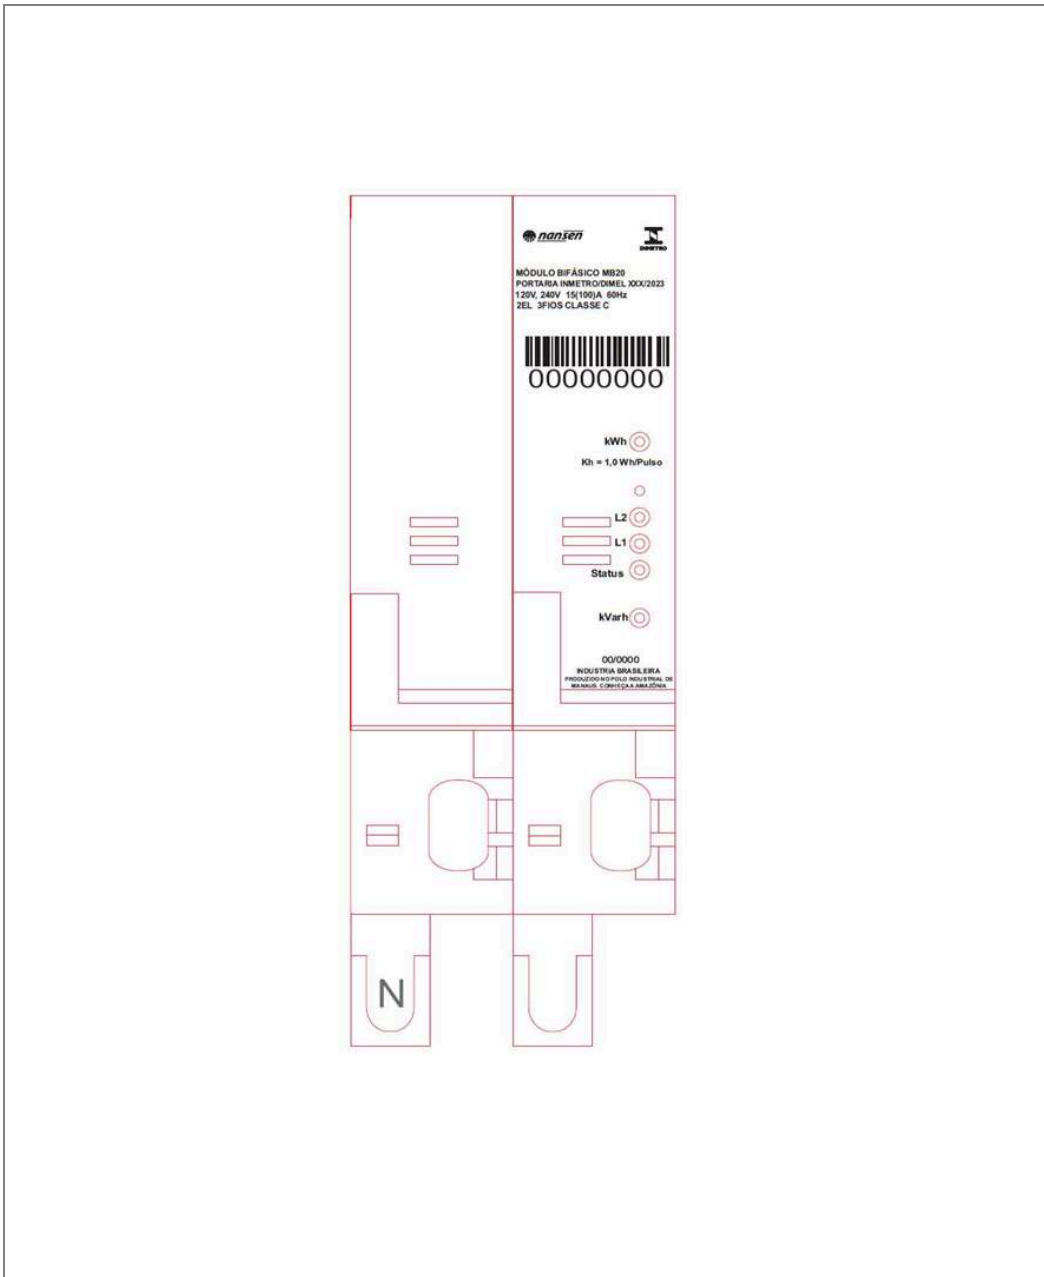 nansen
INMETRO
MÓDULO BIFÁSICO MB20
PORTARIA INMETRO/DIMEL XXX/2023
120V, 240V 15(100)A 60Hz
2EL 3FIOS CLASSE C
00000000
kWh
Kh = 1,0 Wh/Pulso
L2
L1
Status
kVarh
00/0000
INDUSTRIA BRASILEIRA
PRODUZIDO NO POLO INDUSTRIAL DE
MANAUS. CONHEÇA A AMAZÔNIA
N